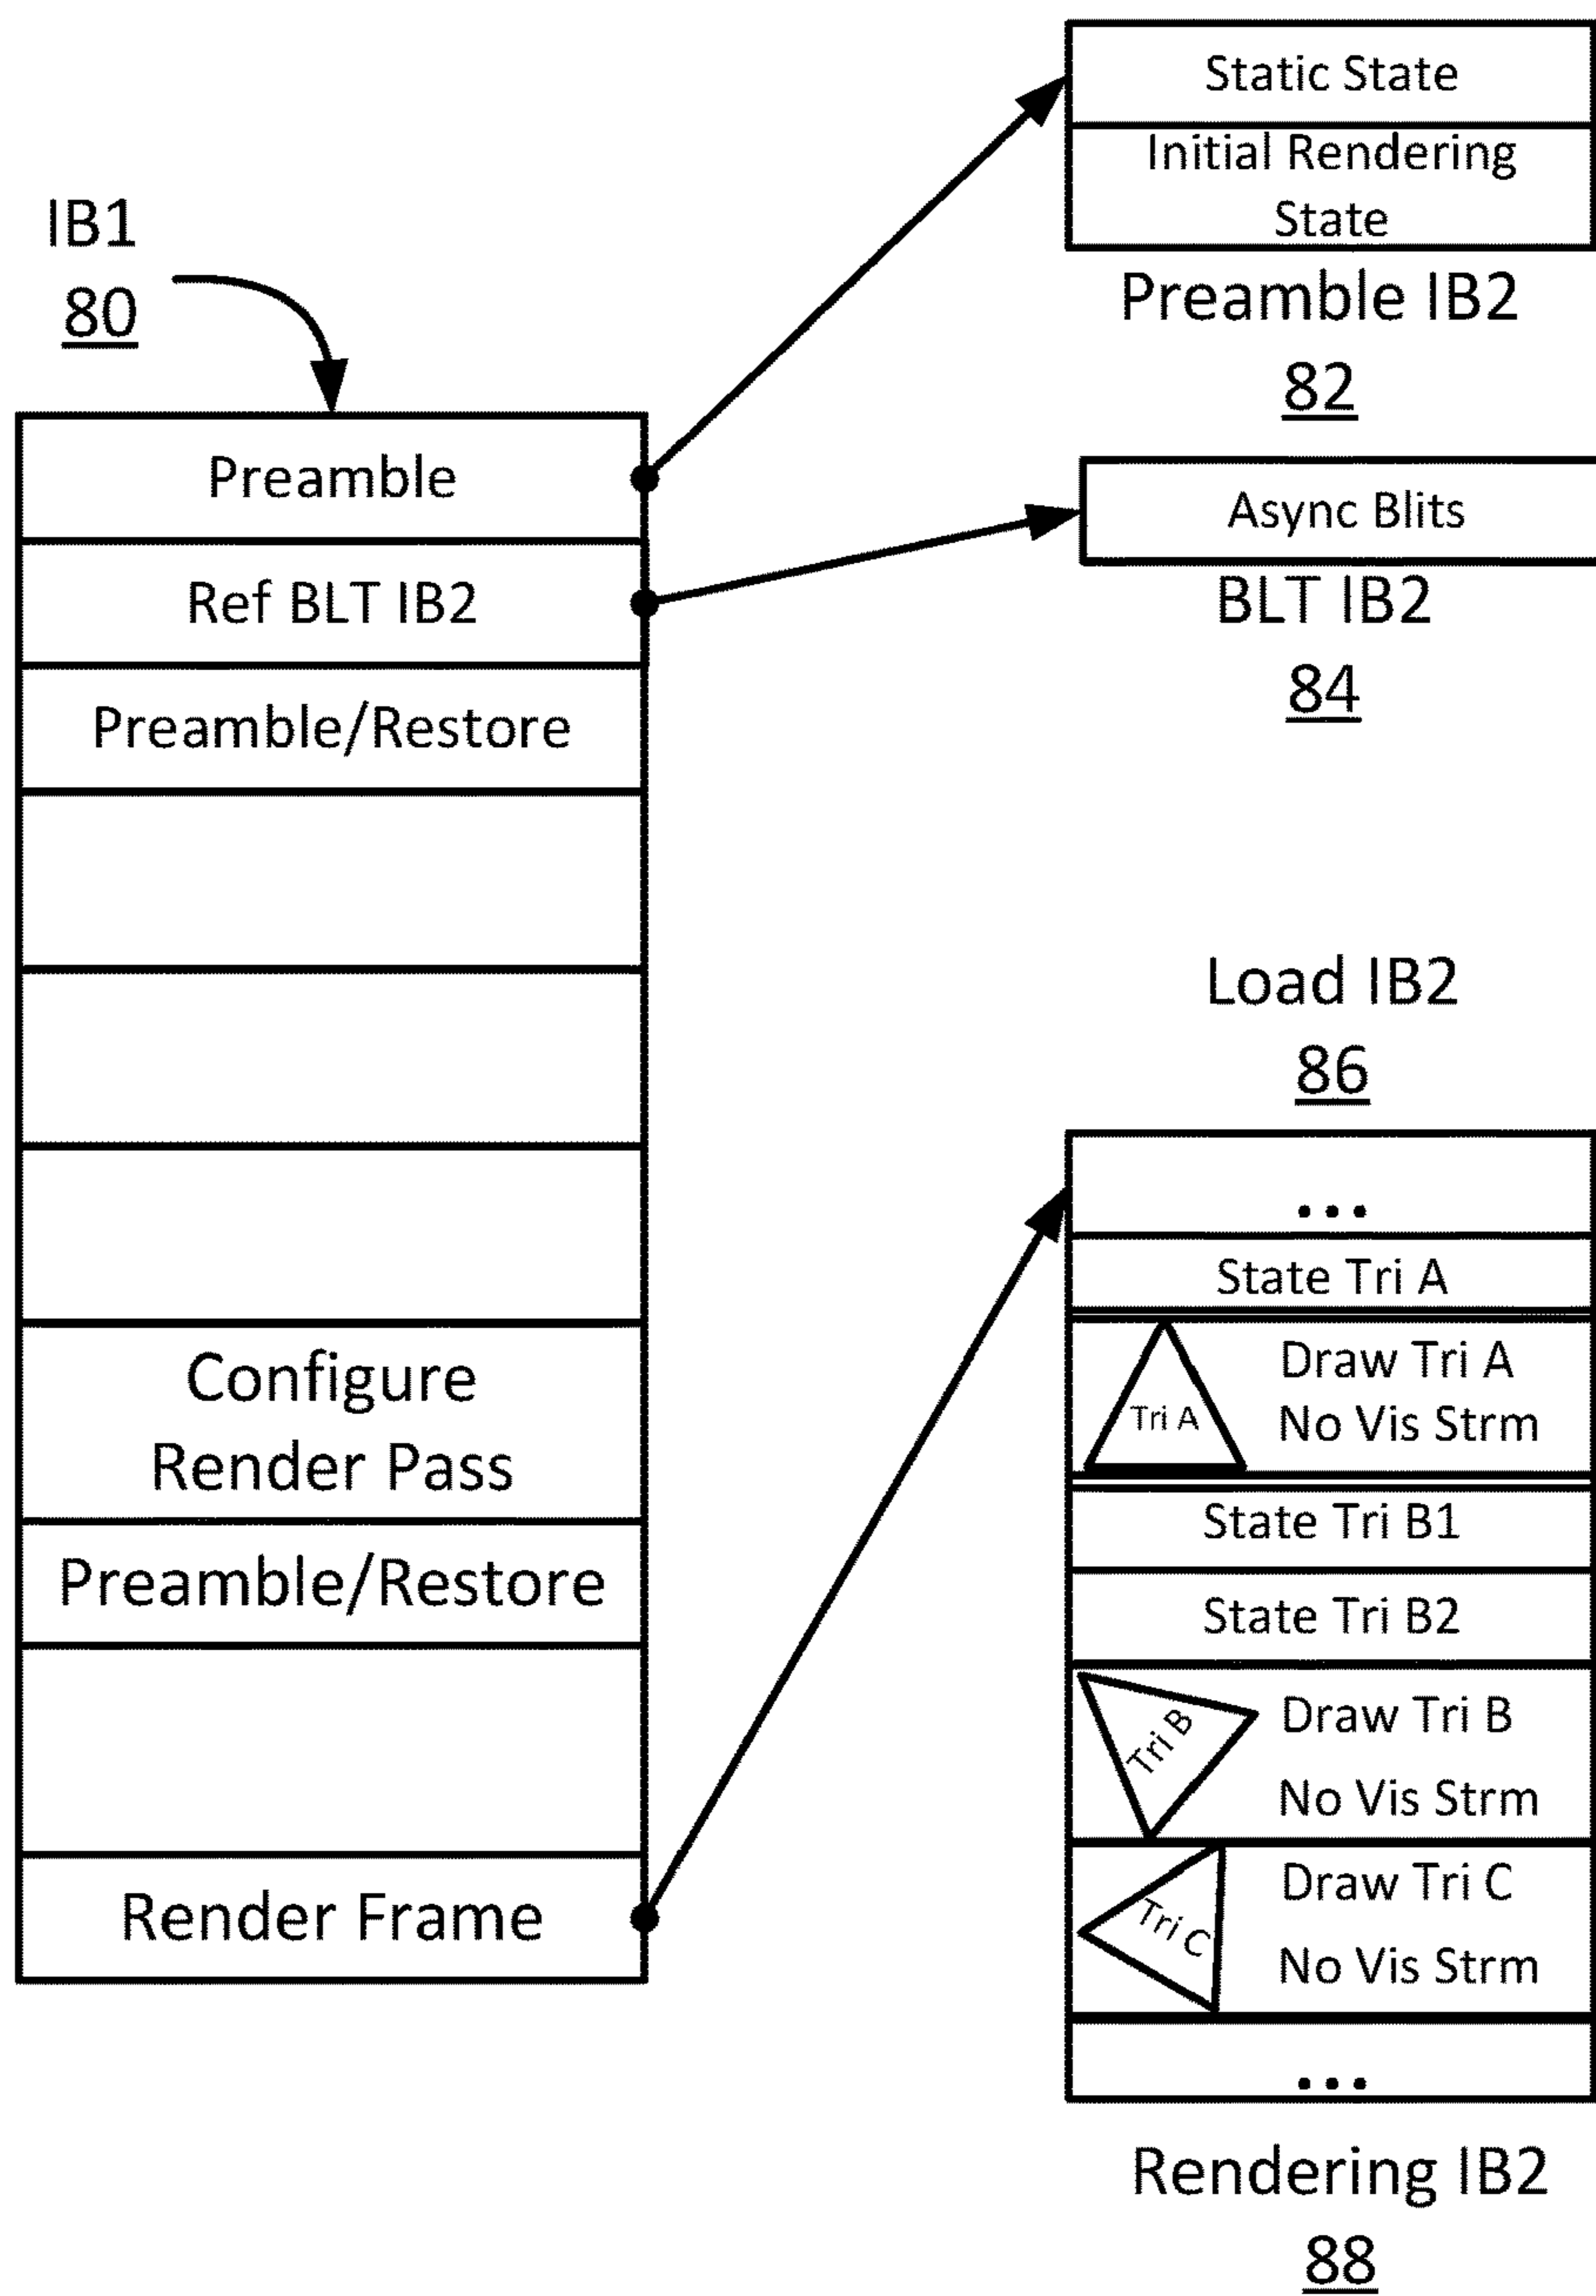 IB1
80
Preamble
Ref BLT IB2
Preamble/Restore
Configure
Render Pass
Preamble/Restore
Render Frame
Static State
Initial Rendering
State
Preamble IB2
82
Async Blits
BLT IB2
84
Load IB2
86
...
State Tri A
Tri A
Draw Tri A
No Vis Strm
State Tri B1
State Tri B2
Tri B
Draw Tri B
No Vis Strm
Tri C
Draw Tri C
No Vis Strm
...
Rendering IB2
88